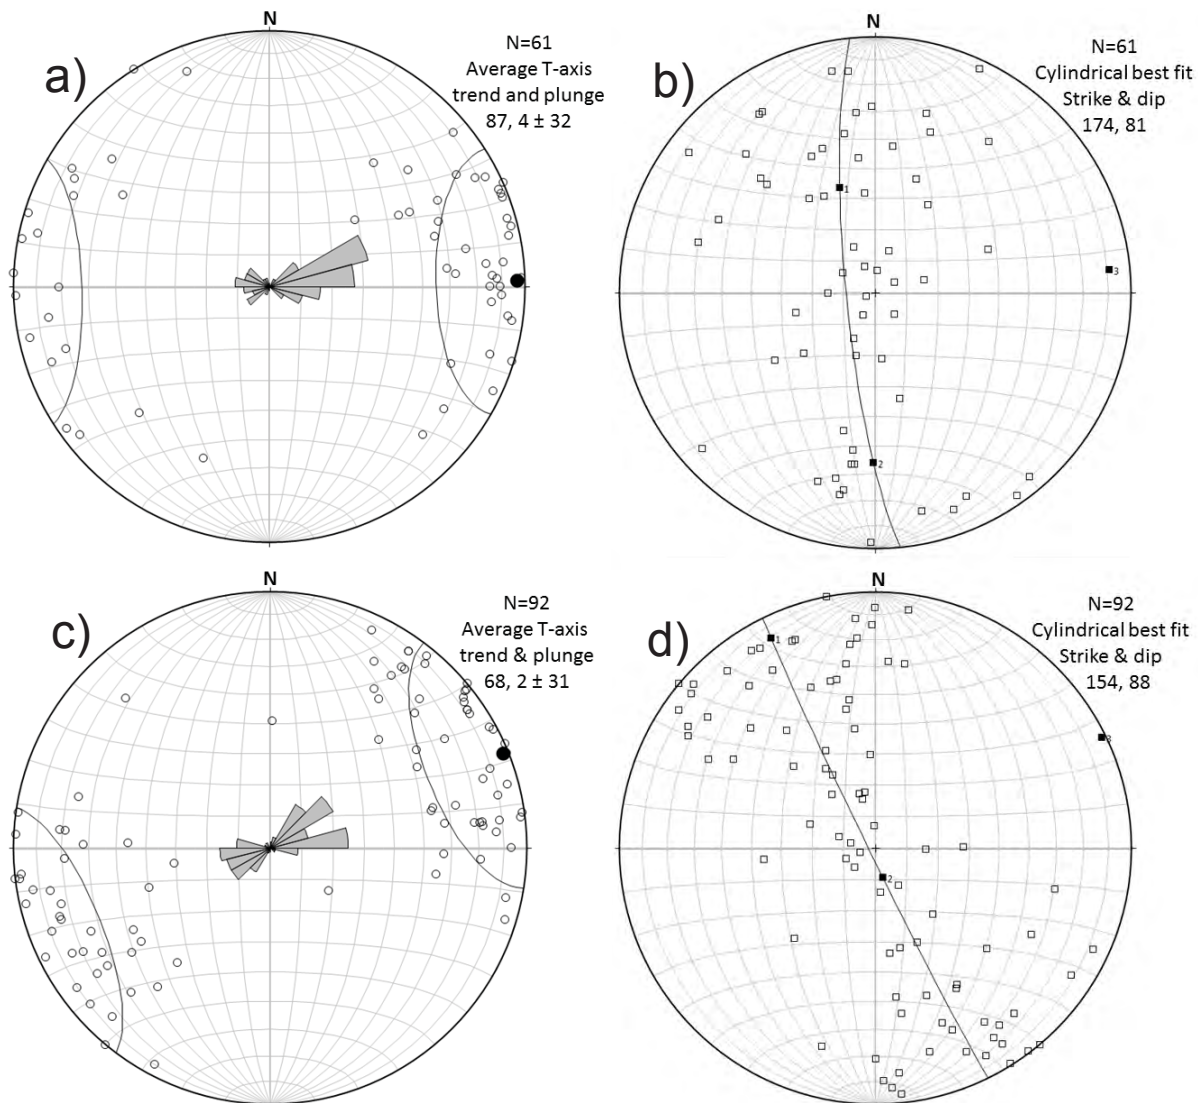 a)
N
N=61
Average T-axis
trend and plunge
87, 4 ± 32
b)
N
N=61
Cylindrical best fit
Strike & dip
174, 81
1
2
3
c)
N
N=92
Average T-axis
trend & plunge
68, 2 ± 31
d)
N
N=92
Cylindrical best fit
Strike & dip
154, 88
1
2
3